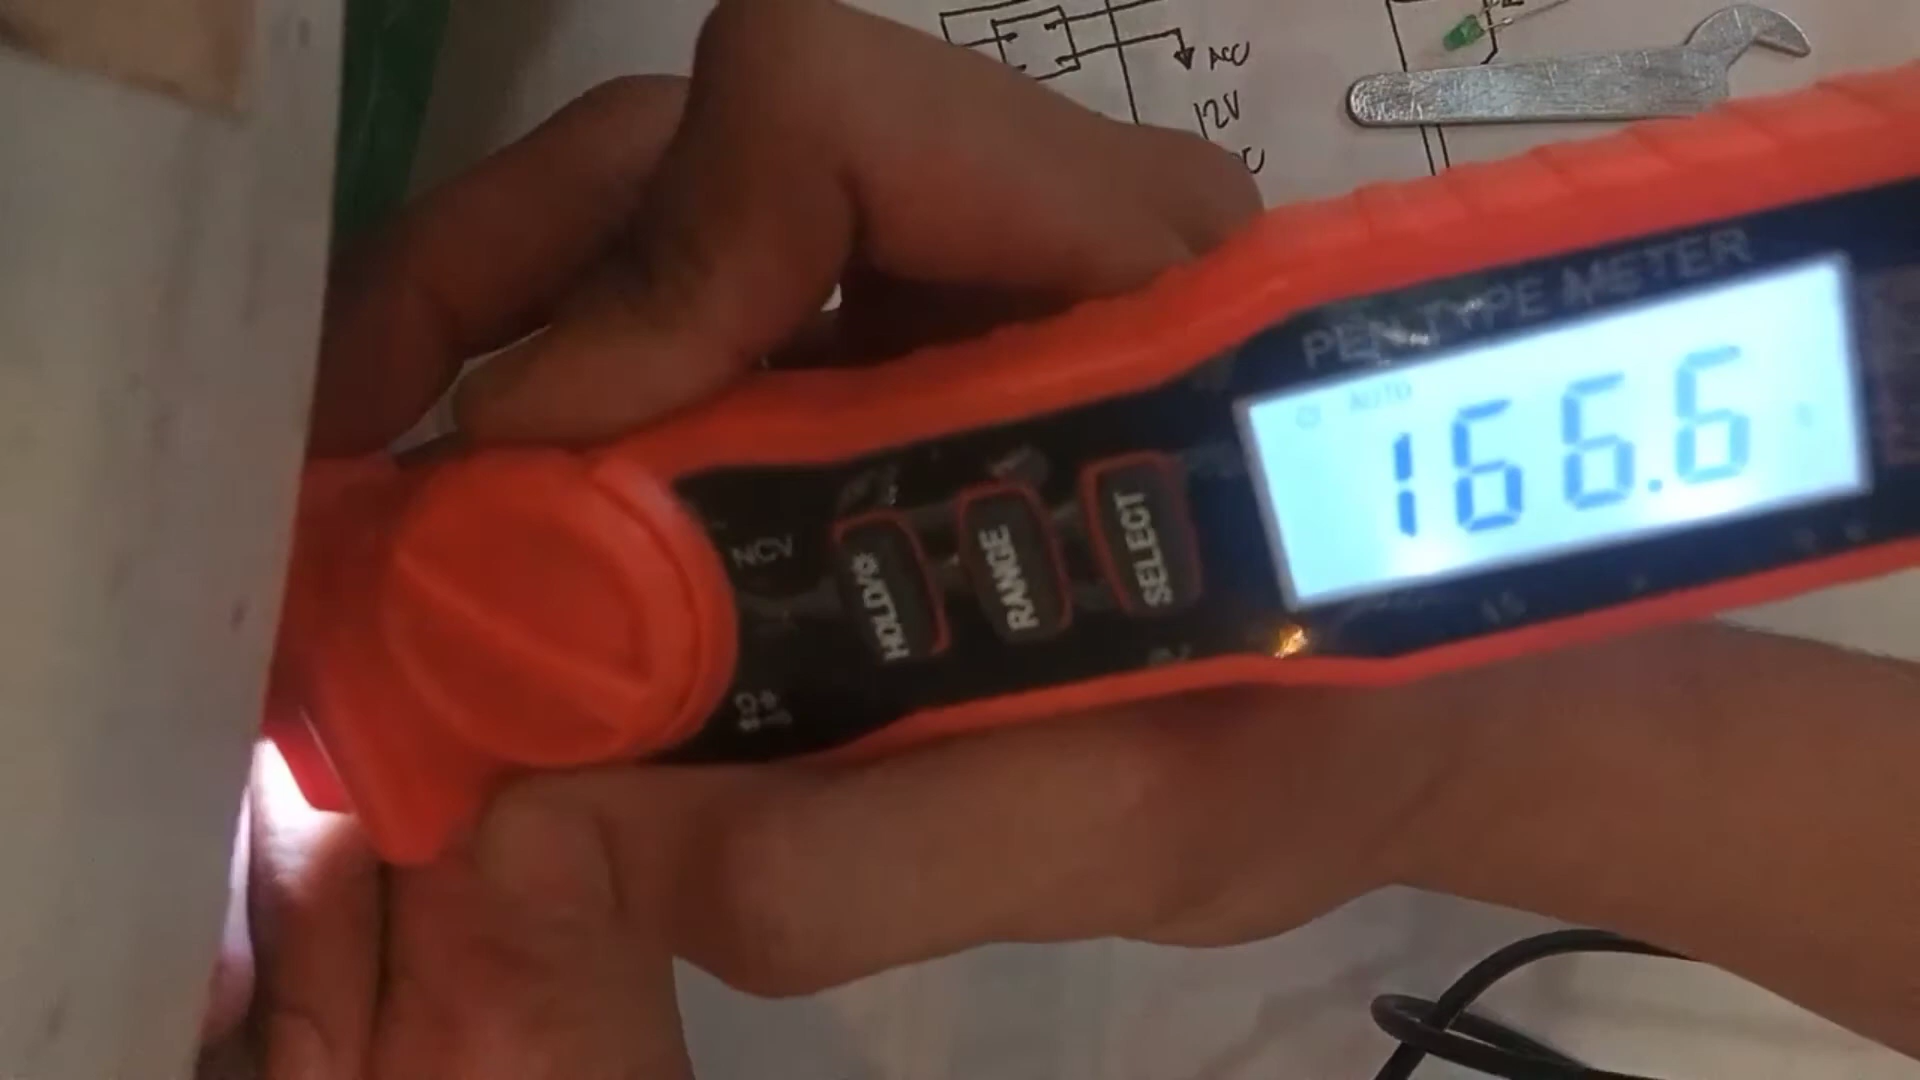 ACC
12V
PEN TYPE METER
AUTO
166.6
SELECT
RANGE
HOLD/
NCV